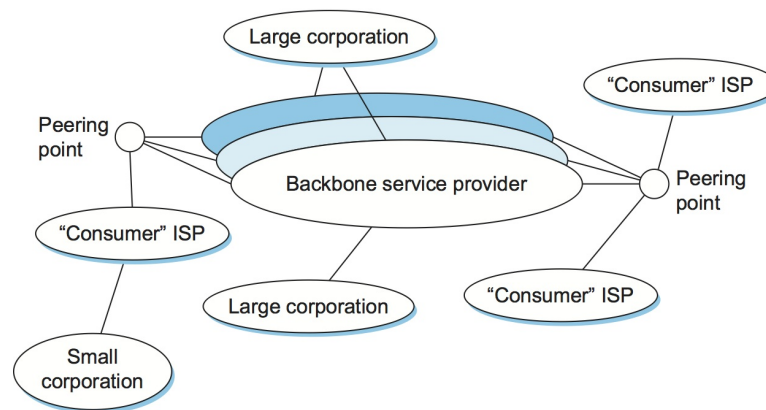 Large corporation
“Consumer” ISP
Peering
point
Backbone service provider
Peering
point
“Consumer” ISP
Large corporation
“Consumer” ISP
Small
corporation